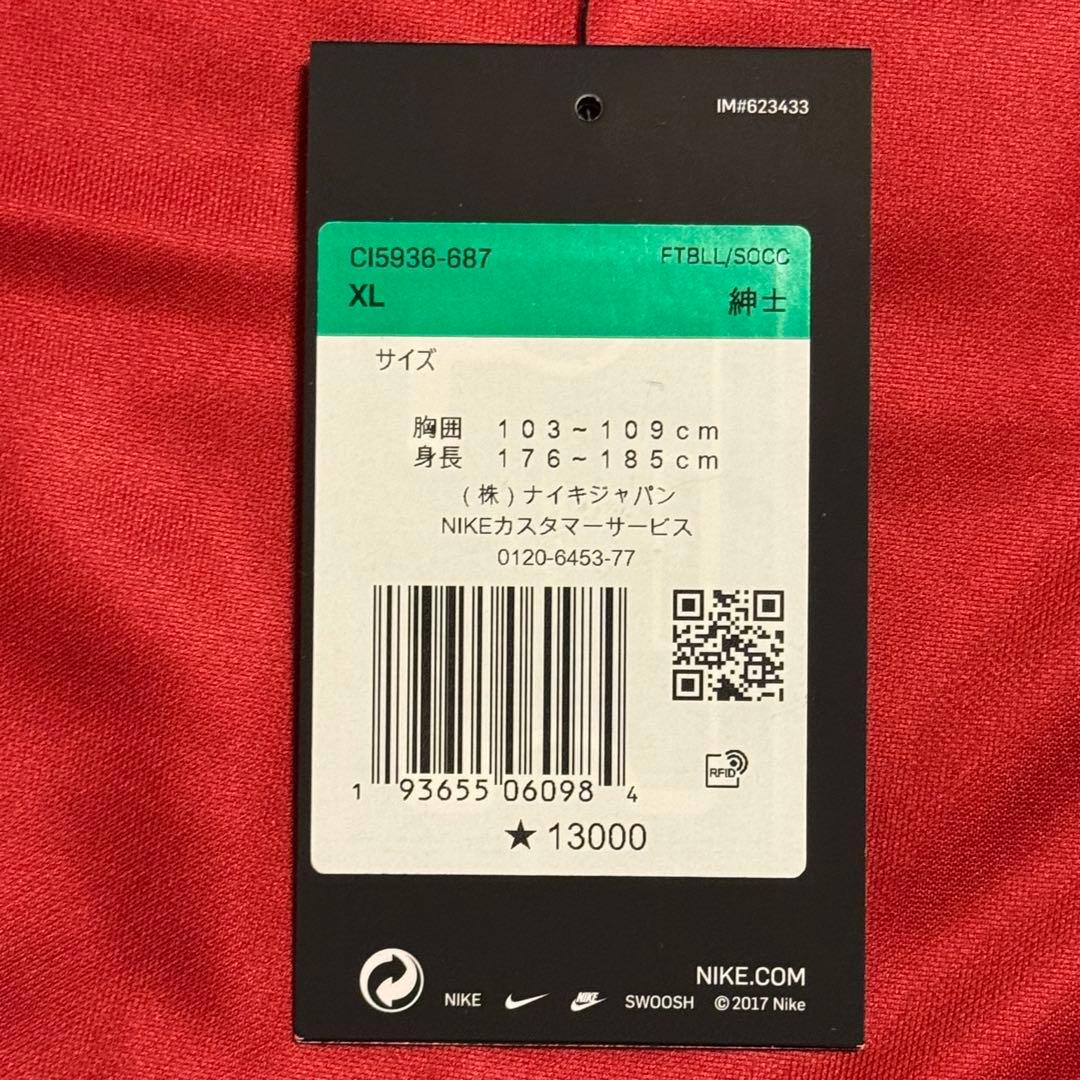 IM#623433
CI5936-687 FTBLL/SOCC
XL 紳士
サイズ
胸囲 103~109cm
身長 176~185cm
(株)ナイキジャパン
NIKEカスタマーサービス
0120-6453-77
1 93655 06098 4
RFID
★13000
NIKE.COM
NIKE NIKE SWOOSH ©2017 Nike